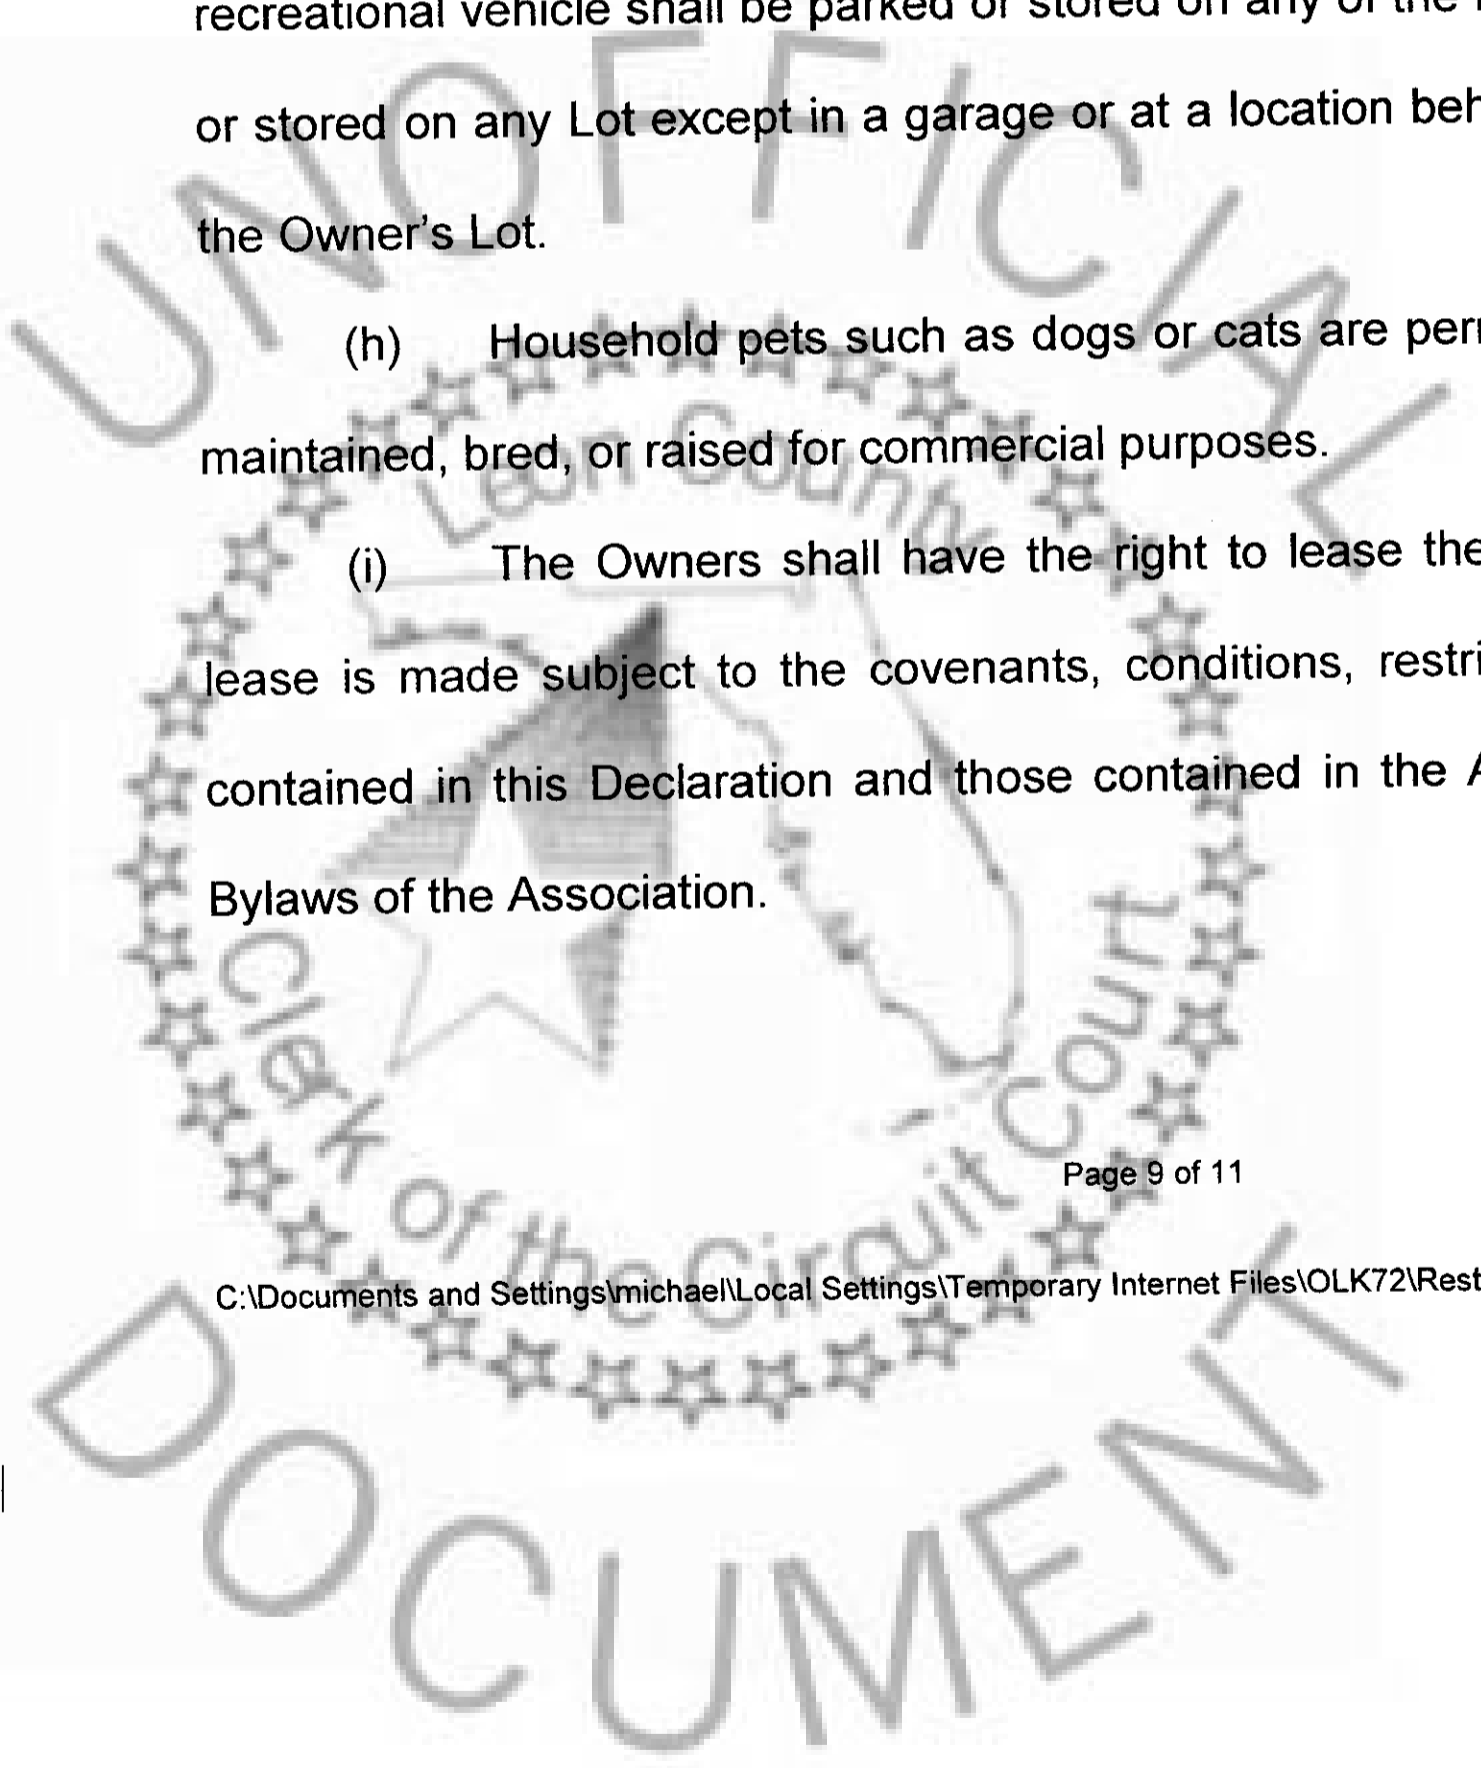 recreational vehicle shall be parked or stored on any of the
or stored on any Lot except in a garage or at a location beh
the Owner's Lot.
(h) Household pets such as dogs or cats are perm
maintained, bred, or raised for commercial purposes.
(i) The Owners shall have the right to lease the
lease is made subject to the covenants, conditions, restri
contained in this Declaration and those contained in the A
Bylaws of the Association.
Page 9 of 11
C:\Documents and Settings\michael\Local Settings\Temporary Internet Files\OLK72\Rest
UNOFFICIAL
Leon County
Clerk of the Circuit Court
DOCUMENT